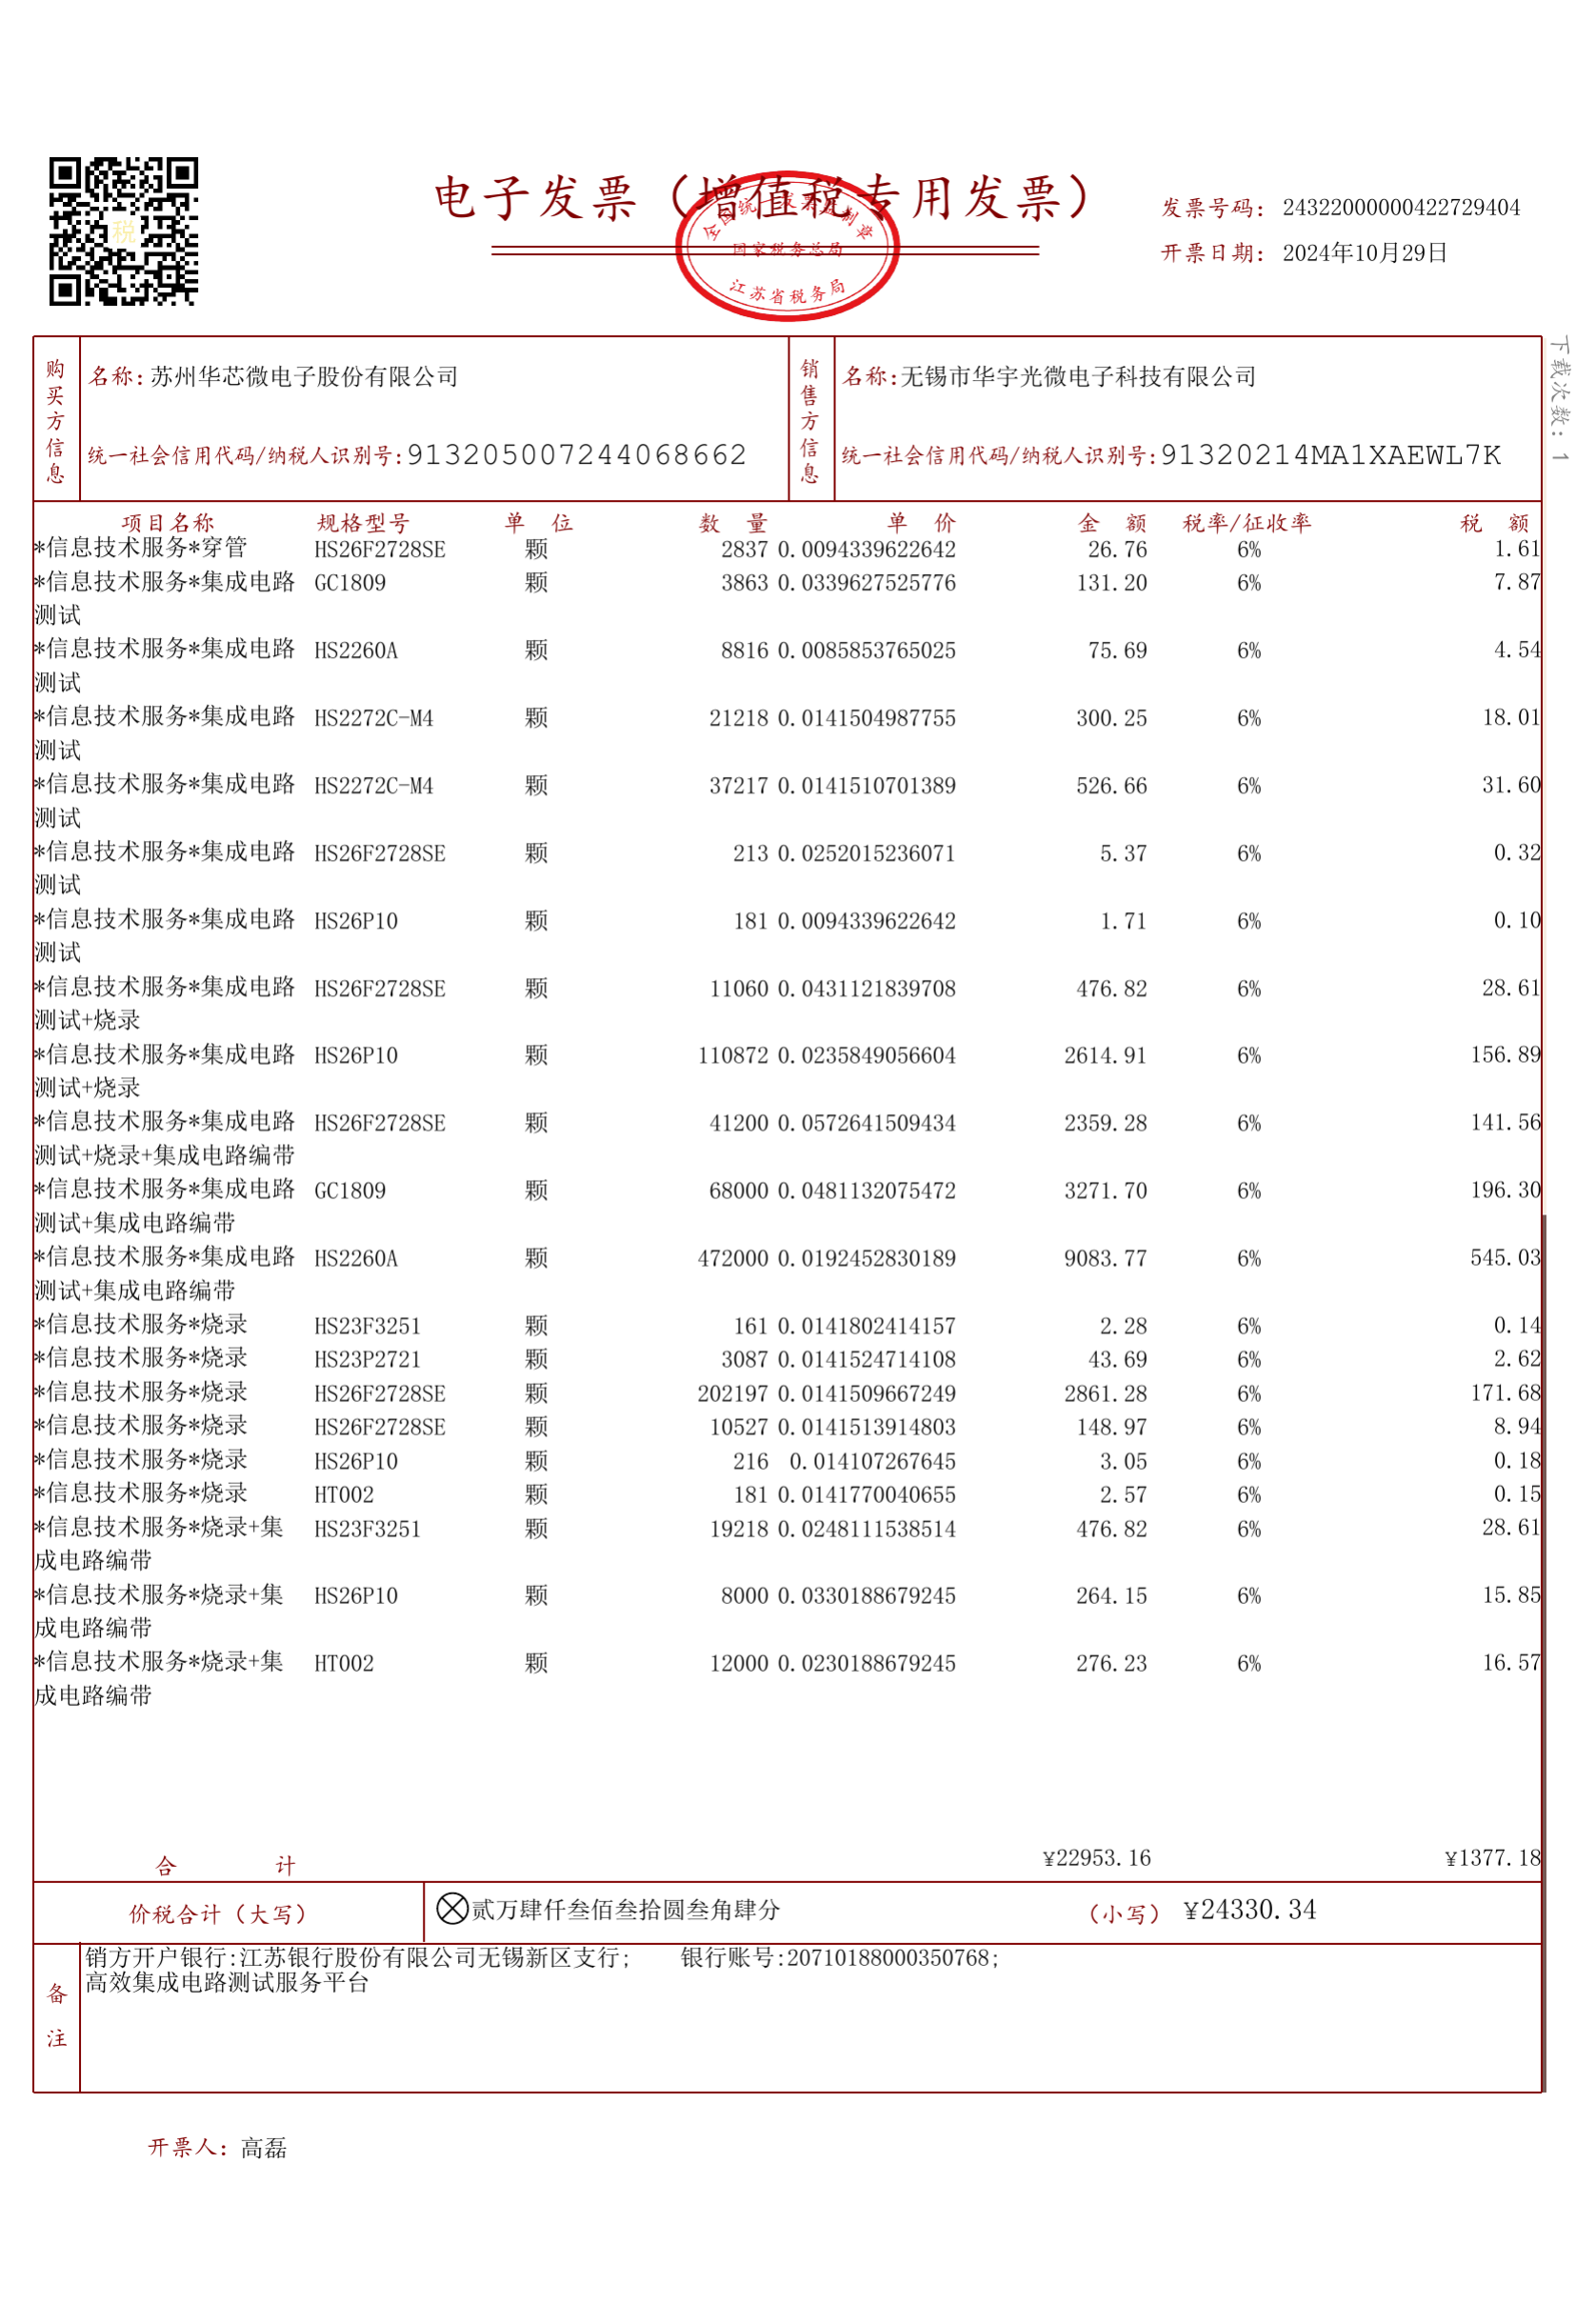 电子发票（增值税专用发票）
全国统一发票监制章
国家税务总局
江苏省税务局
税
发票号码：24322000000422729404
开票日期：2024年10月29日
下载次数：1
购买方信息
名称：苏州华芯微电子股份有限公司
统一社会信用代码/纳税人识别号：913205007244068662
销售方信息
名称：无锡市华宇光微电子科技有限公司
统一社会信用代码/纳税人识别号：91320214MA1XAEWL7K
项目名称 规格型号 单 位 数 量 单 价 金 额 税率/征收率 税 额
*信息技术服务*穿管 HS26F2728SE 颗 2837 0.0094339622642 26.76 6% 1.61
*信息技术服务*集成电路 GC1809 颗 3863 0.0339627525776 131.20 6% 7.87
测试
*信息技术服务*集成电路 HS2260A 颗 8816 0.0085853765025 75.69 6% 4.54
测试
*信息技术服务*集成电路 HS2272C-M4 颗 21218 0.0141504987755 300.25 6% 18.01
测试
*信息技术服务*集成电路 HS2272C-M4 颗 37217 0.0141510701389 526.66 6% 31.60
测试
*信息技术服务*集成电路 HS26F2728SE 颗 213 0.0252015236071 5.37 6% 0.32
测试
*信息技术服务*集成电路 HS26P10 颗 181 0.0094339622642 1.71 6% 0.10
测试
*信息技术服务*集成电路 HS26F2728SE 颗 11060 0.0431121839708 476.82 6% 28.61
测试+烧录
*信息技术服务*集成电路 HS26P10 颗 110872 0.0235849056604 2614.91 6% 156.89
测试+烧录
*信息技术服务*集成电路 HS26F2728SE 颗 41200 0.0572641509434 2359.28 6% 141.56
测试+烧录+集成电路编带
*信息技术服务*集成电路 GC1809 颗 68000 0.0481132075472 3271.70 6% 196.30
测试+集成电路编带
*信息技术服务*集成电路 HS2260A 颗 472000 0.0192452830189 9083.77 6% 545.03
测试+集成电路编带
*信息技术服务*烧录 HS23F3251 颗 161 0.0141802414157 2.28 6% 0.14
*信息技术服务*烧录 HS23P2721 颗 3087 0.0141524714108 43.69 6% 2.62
*信息技术服务*烧录 HS26F2728SE 颗 202197 0.0141509667249 2861.28 6% 171.68
*信息技术服务*烧录 HS26F2728SE 颗 10527 0.0141513914803 148.97 6% 8.94
*信息技术服务*烧录 HS26P10 颗 216 0.014107267645 3.05 6% 0.18
*信息技术服务*烧录 HT002 颗 181 0.0141770040655 2.57 6% 0.15
*信息技术服务*烧录+集 HS23F3251 颗 19218 0.0248111538514 476.82 6% 28.61
成电路编带
*信息技术服务*烧录+集 HS26P10 颗 8000 0.0330188679245 264.15 6% 15.85
成电路编带
*信息技术服务*烧录+集 HT002 颗 12000 0.0230188679245 276.23 6% 16.57
成电路编带
合 计 ¥22953.16 ¥1377.18
价税合计（大写） ⊗贰万肆仟叁佰叁拾圆叁角肆分 （小写） ¥24330.34
备注
销方开户银行:江苏银行股份有限公司无锡新区支行; 银行账号:20710188000350768;
高效集成电路测试服务平台
开票人：高磊